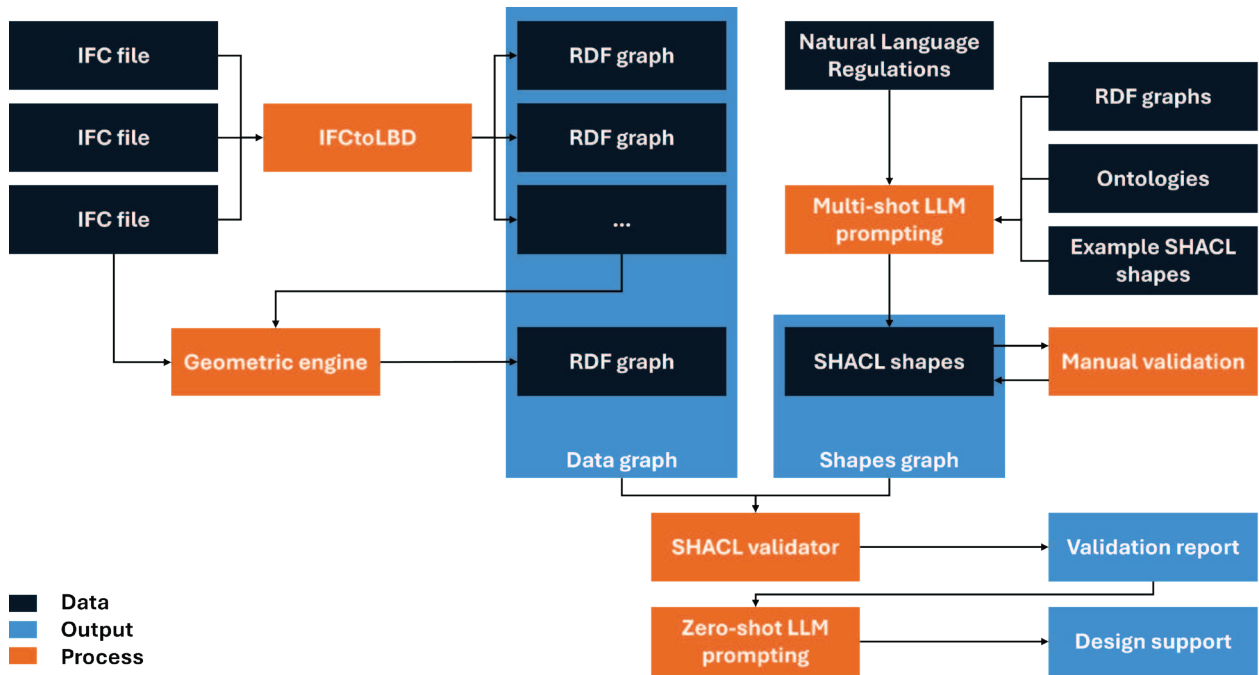 IFC file
IFC file
IFC file
IFCtoLBD
Geometric engine
RDF graph
RDF graph
...
RDF graph
Data graph
Natural Language
Regulations
Multi-shot LLM
prompting
RDF graphs
Ontologies
Example SHACL
shapes
SHACL shapes
Manual validation
Shapes graph
SHACL validator
Validation report
Zero-shot LLM
prompting
Design support
Data
Output
Process